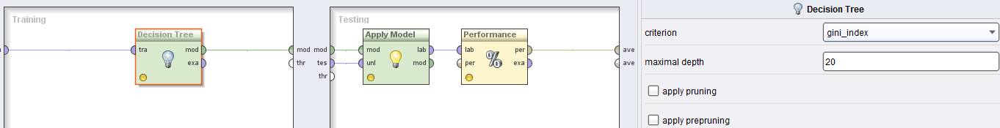 Training
Decision Tree
tra
mod
exa
mod
thr
Testing
mod
tes
thr
Apply Model
mod
lab
unl
mod
Performance
%
lab
per
per
exa
ave
ave
Decision Tree
criterion
gini_index
maximal depth
20
apply pruning
apply prepruning